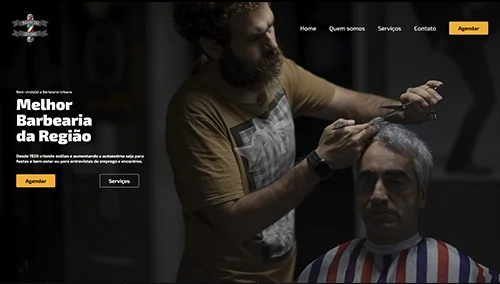 Home Quem somos Serviços Contato Agendar
Bem-vindo(a) a Barbearia Urbana
Melhor
Barbearia
da Região
Desde 1920 criando estilos e aumentando a autoestima seja para
festas e bem-estar ou para entrevistas de emprego e encontros.
Agendar Serviços